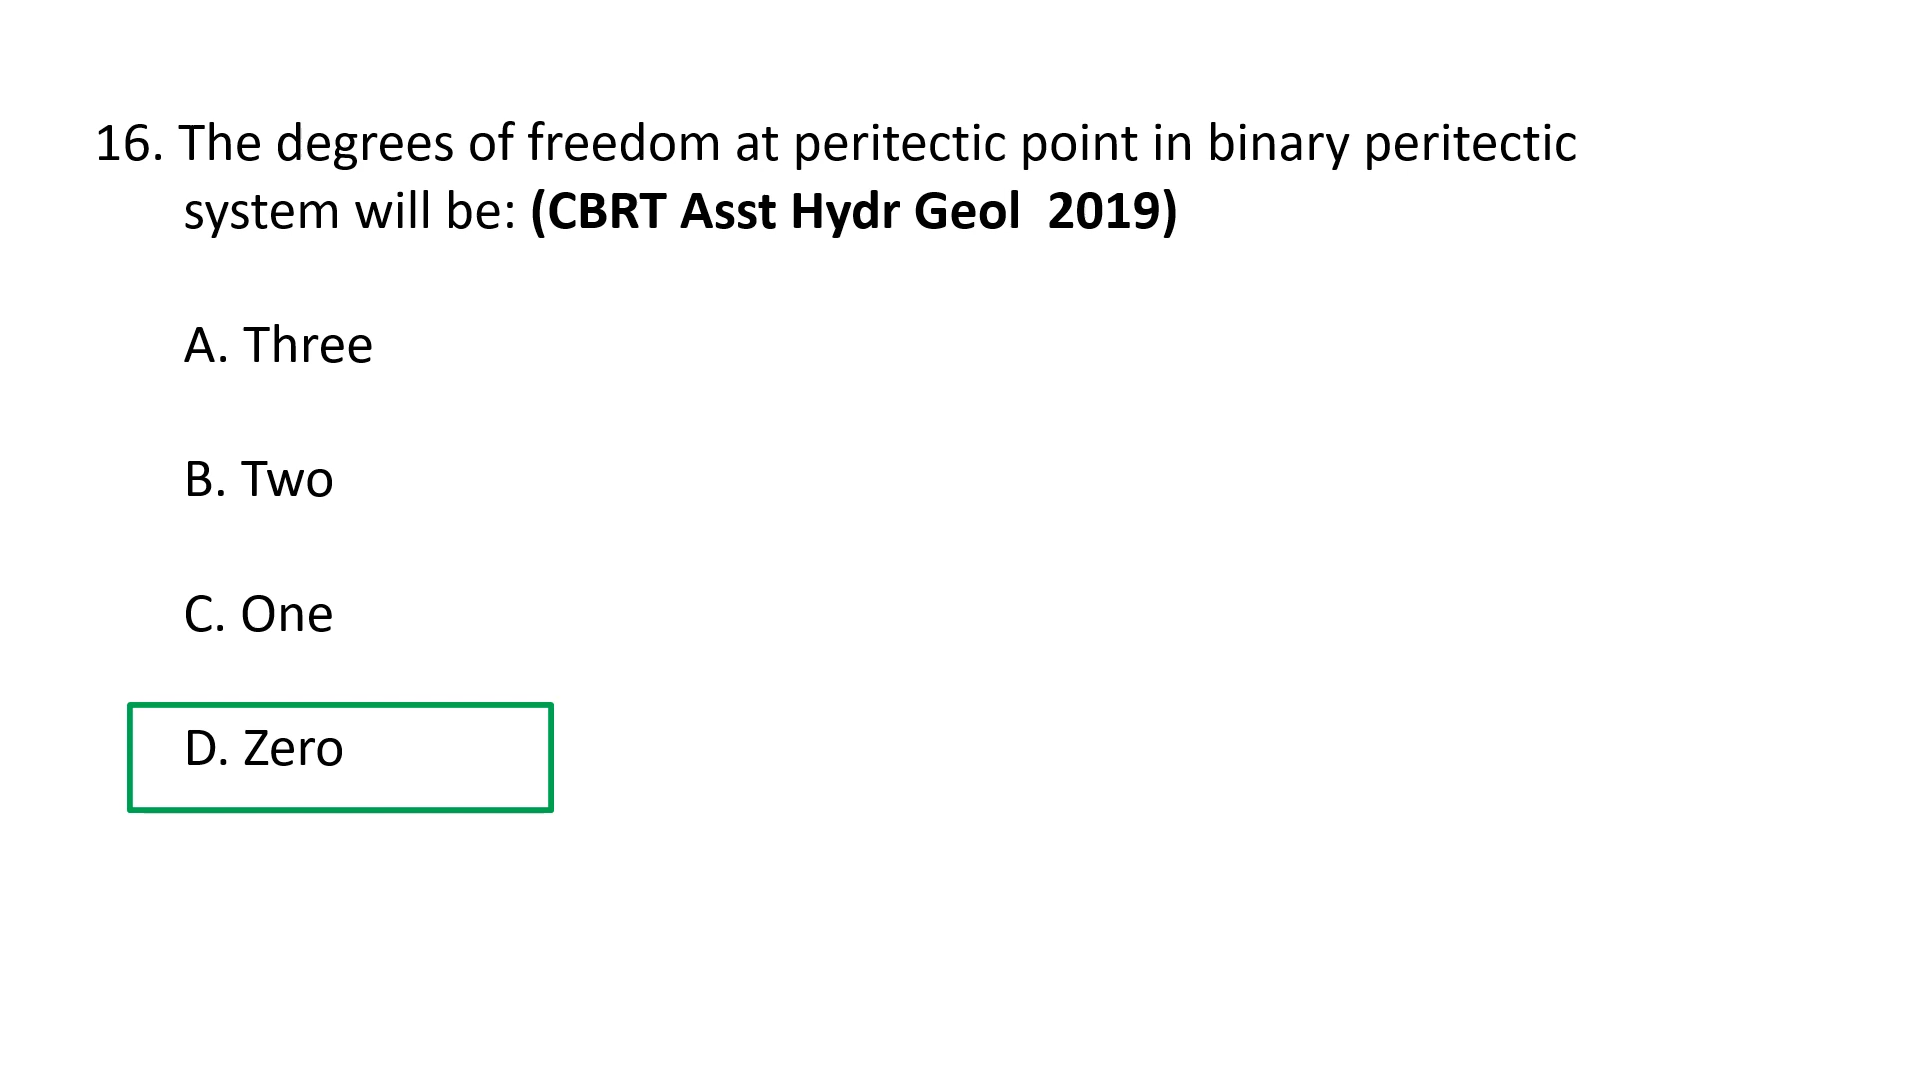 16. The degrees of freedom at peritectic point in binary peritectic
system will be: (CBRT Asst Hydr Geol  2019)
A. Three
B. Two
C. One
D. Zero